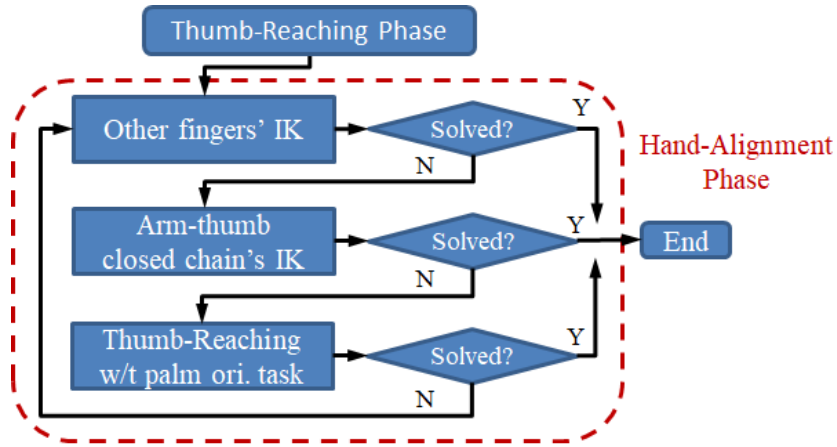 Thumb-Reaching Phase
Other fingers' IK
Solved?
Y
N
Hand-Alignment
Phase
Arm-thumb
closed chain's IK
Solved?
Y
N
End
Thumb-Reaching
w/t palm ori. task
Solved?
Y
N